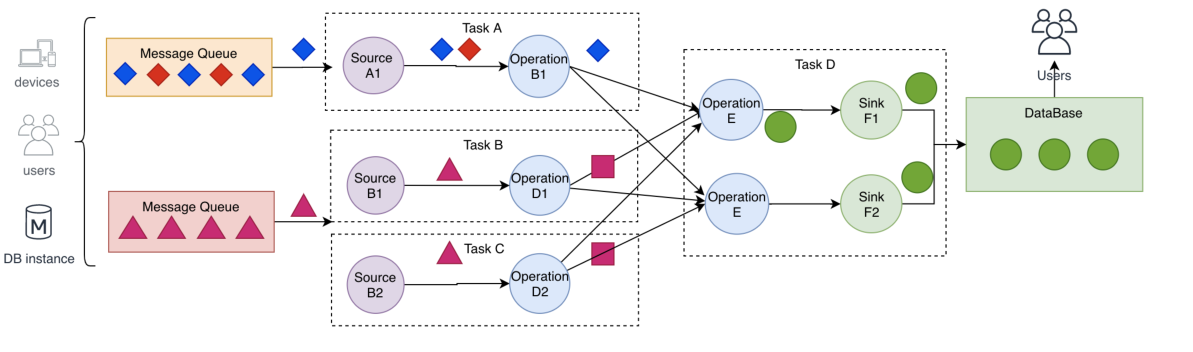 devices
users
M
DB instance
Message Queue
Message Queue
Task A
Source
A1
Operation
B1
Task B
Source
B1
Operation
D1
Task C
Source
B2
Operation
D2
Task D
Operation
E
Sink
F1
Operation
E
Sink
F2
Users
DataBase